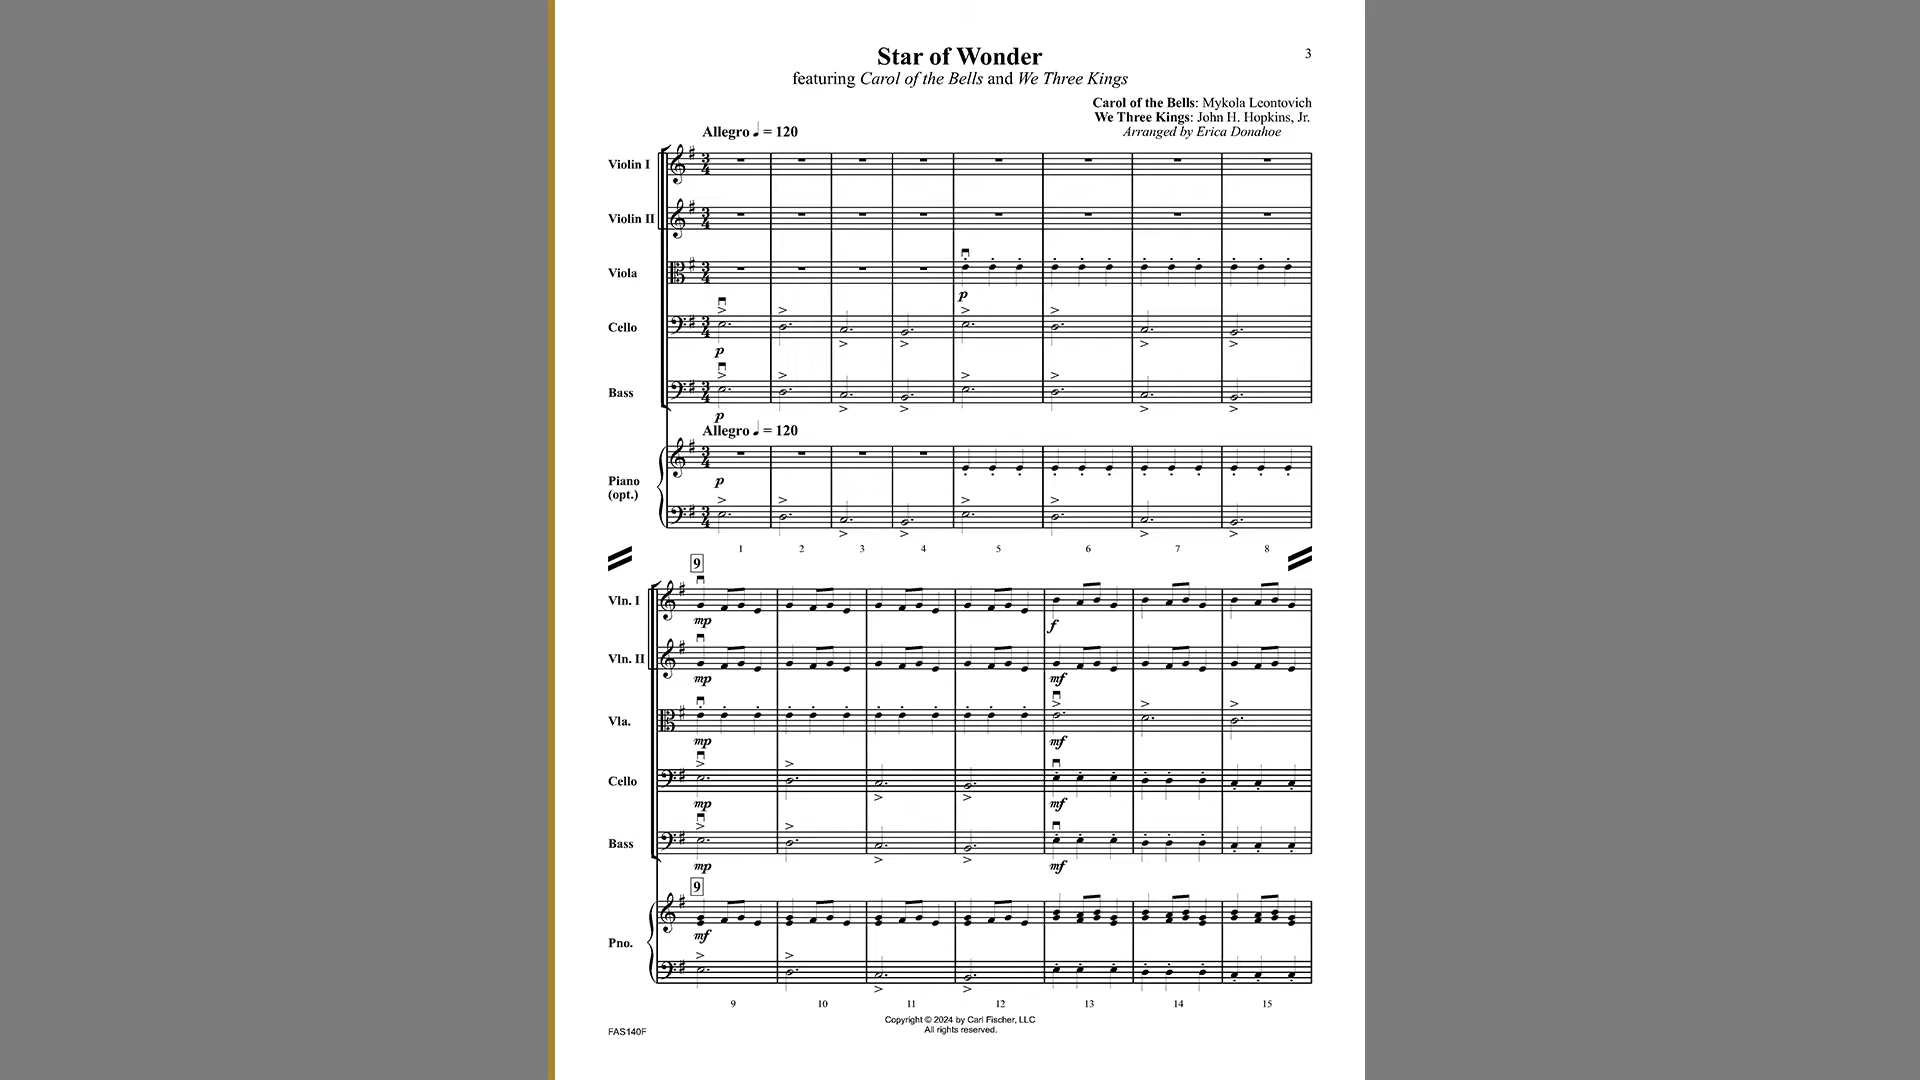 Star of Wonder
3
featuring Carol of the Bells and We Three Kings
Carol of the Bells: Mykola Leontovich
We Three Kings: John H. Hopkins, Jr.
Arranged by Erica Donahoe
Allegro ♩ = 120
Violin I
Violin II
Viola
p
Cello
p
Bass
p
Allegro ♩ = 120
Piano
(opt.)
p
1 2 3 4 5 6 7 8
9
Vln. I
mp f
Vln. II
mp mf
Vla.
mp mf
Cello
mp mf
Bass
mp mf
9
Pno.
mf
9 10 11 12 13 14 15
Copyright © 2024 by Carl Fischer, LLC
All rights reserved.
FAS140F